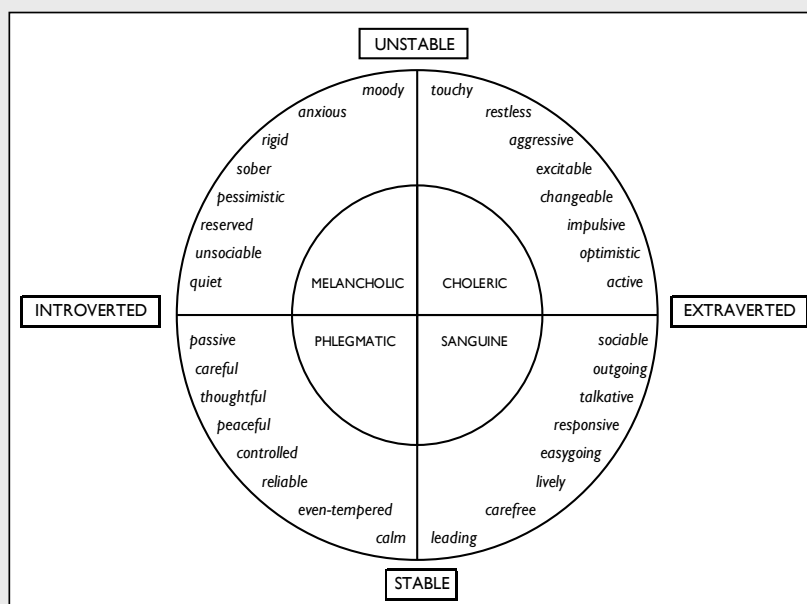 UNSTABLE
moody touchy
anxious restless
rigid aggressive
sober excitable
pessimistic changeable
reserved impulsive
unsociable optimistic
quiet MELANCHOLIC CHOLERIC active
INTROVERTED EXTRAVERTED
passive PHLEGMATIC SANGUINE sociable
careful outgoing
thoughtful talkative
peaceful responsive
controlled easygoing
reliable lively
even-tempered carefree
calm leading
STABLE